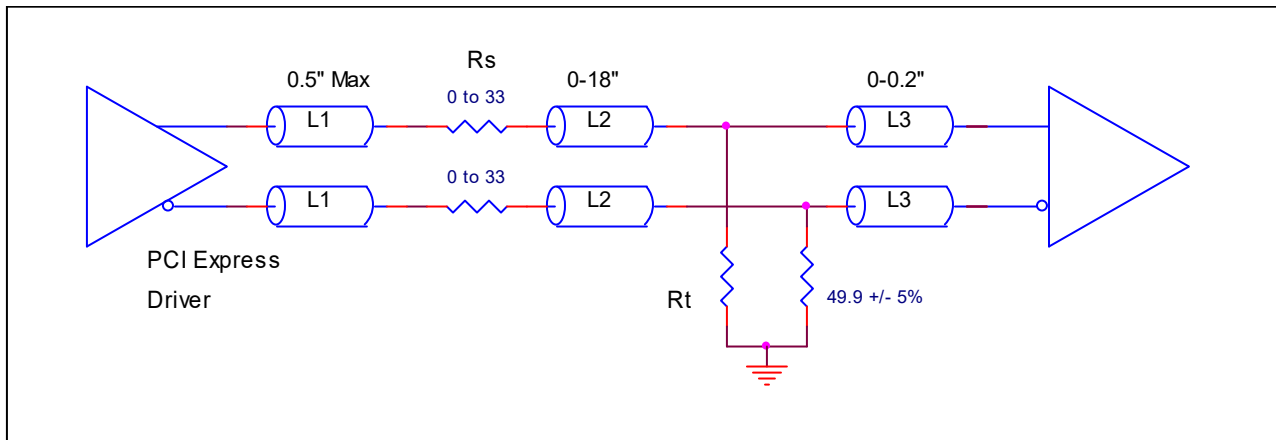 Rs
0.5" Max
0-18"
0-0.2"
0 to 33
L1
L2
L3
0 to 33
L1
L2
L3
PCI Express
Driver
Rt
49.9 +/- 5%